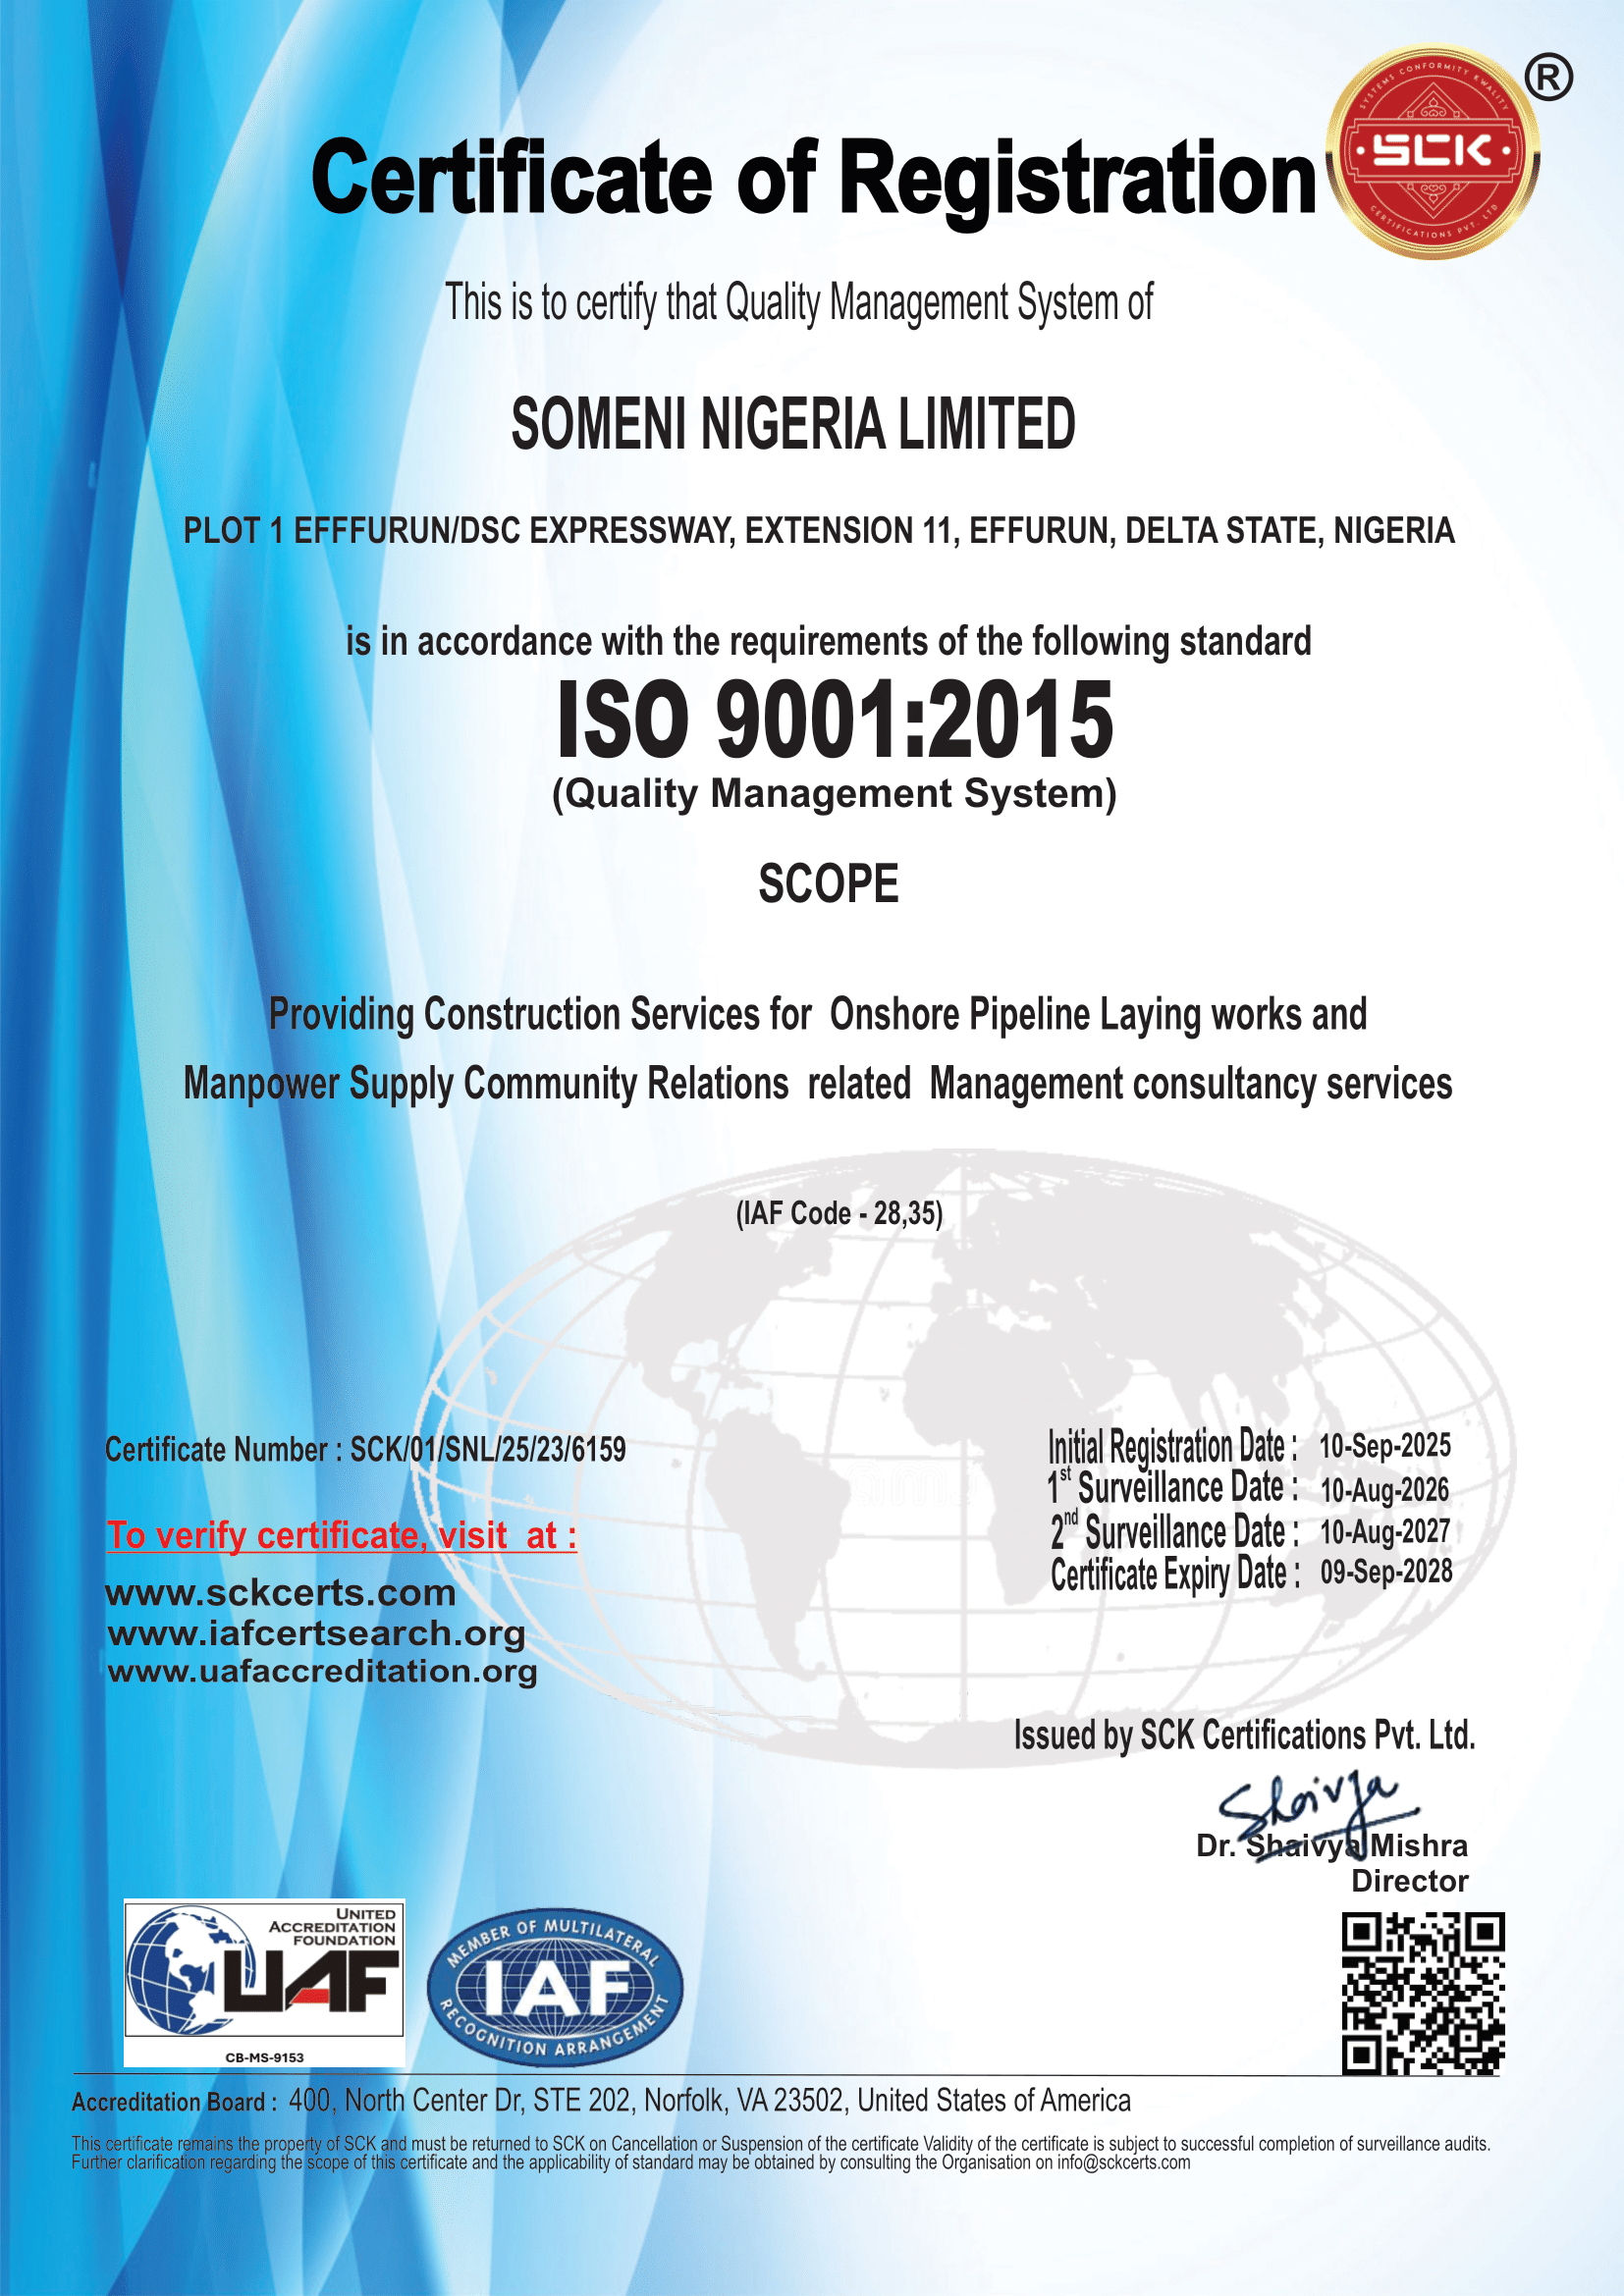 ®
SYSTEMS CONFORMITY KWALITY
SCK
CERTIFICATIONS PVT. LTD
Certificate of Registration
This is to certify that Quality Management System of
SOMENI NIGERIA LIMITED
PLOT 1 EFFFURUN/DSC EXPRESSWAY, EXTENSION 11, EFFURUN, DELTA STATE, NIGERIA
is in accordance with the requirements of the following standard
ISO 9001:2015
(Quality Management System)
SCOPE
Providing Construction Services for Onshore Pipeline Laying works and
Manpower Supply Community Relations related Management consultancy services
(IAF Code - 28,35)
Certificate Number : SCK/01/SNL/25/23/6159
To verify certificate, visit at :
www.sckcerts.com
www.iafcertsearch.org
www.uafaccreditation.org
Initial Registration Date : 10-Sep-2025
1st Surveillance Date : 10-Aug-2026
2nd Surveillance Date : 10-Aug-2027
Certificate Expiry Date : 09-Sep-2028
Issued by SCK Certifications Pvt. Ltd.
Shaivya
Dr. Shaivya Mishra
Director
UNITED
ACCREDITATION
FOUNDATION
UAF
CB-MS-9153
MEMBER OF MULTILATERAL
IAF
RECOGNITION ARRANGEMENT
Accreditation Board : 400, North Center Dr, STE 202, Norfolk, VA 23502, United States of America
This certificate remains the property of SCK and must be returned to SCK on Cancellation or Suspension of the certificate Validity of the certificate is subject to successful completion of surveillance audits.
Further clarification regarding the scope of this certificate and the applicability of standard may be obtained by consulting the Organisation on info@sckcerts.com